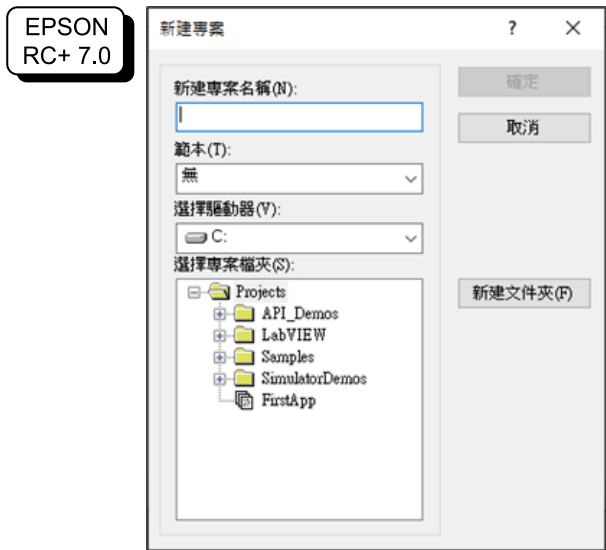 EPSON
RC+ 7.0
新建專案
?
新建專案名稱(N):
確定
取消
範本(T):
無
選擇驅動器(V):
C:
選擇專案檔夾(S):
新建文件夾(F)
Projects
API_Demos
LabVIEW
Samples
SimulatorDemos
FirstApp